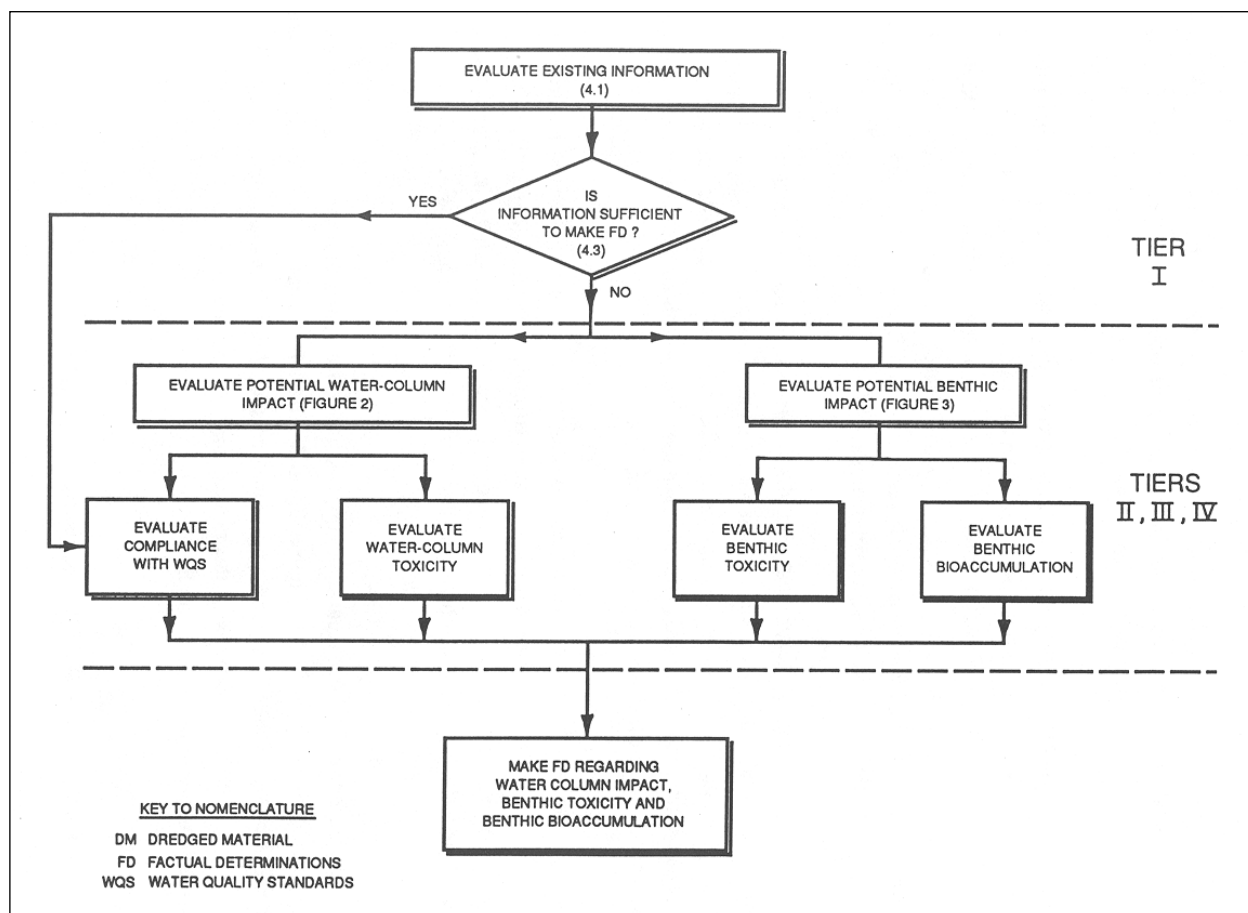 EVALUATE EXISTING INFORMATION
(4.1)
IS
INFORMATION SUFFICIENT
TO MAKE FD ?
(4.3)
YES
NO
TIER
I
EVALUATE POTENTIAL WATER-COLUMN
IMPACT (FIGURE 2)
EVALUATE POTENTIAL BENTHIC
IMPACT (FIGURE 3)
TIERS
II, III, IV
EVALUATE
COMPLIANCE
WITH WQS
EVALUATE
WATER-COLUMN
TOXICITY
EVALUATE
BENTHIC
TOXICITY
EVALUATE
BENTHIC
BIOACCUMULATION
MAKE FD REGARDING
WATER COLUMN IMPACT,
BENTHIC TOXICITY AND
BENTHIC BIOACCUMULATION
KEY TO NOMENCLATURE
DM DREDGED MATERIAL
FD FACTUAL DETERMINATIONS
WQS WATER QUALITY STANDARDS